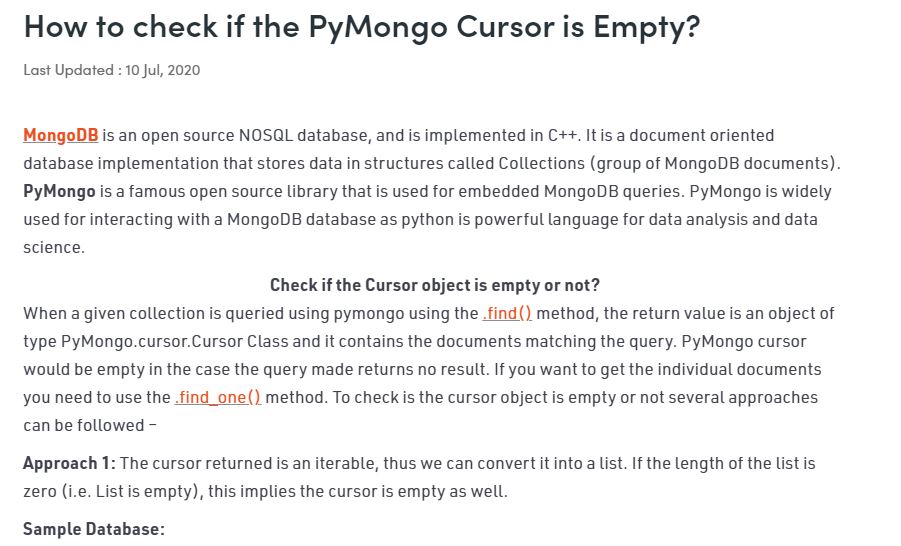 How to check if the PyMongo Cursor is Empty?
Last Updated : 10 Jul, 2020
MongoDB is an open source NOSQL database, and is implemented in C++. It is a document oriented
database implementation that stores data in structures called Collections (group of MongoDB documents).
PyMongo is a famous open source library that is used for embedded MongoDB queries. PyMongo is widely
used for interacting with a MongoDB database as python is powerful language for data analysis and data
science.
Check if the Cursor object is empty or not?
When a given collection is queried using pymongo using the .find() method, the return value is an object of
type PyMongo.cursor.Cursor Class and it contains the documents matching the query. PyMongo cursor
would be empty in the case the query made returns no result. If you want to get the individual documents
you need to use the .find_one() method. To check is the cursor object is empty or not several approaches
can be followed –
Approach 1: The cursor returned is an iterable, thus we can convert it into a list. If the length of the list is
zero (i.e. List is empty), this implies the cursor is empty as well.
Sample Database: